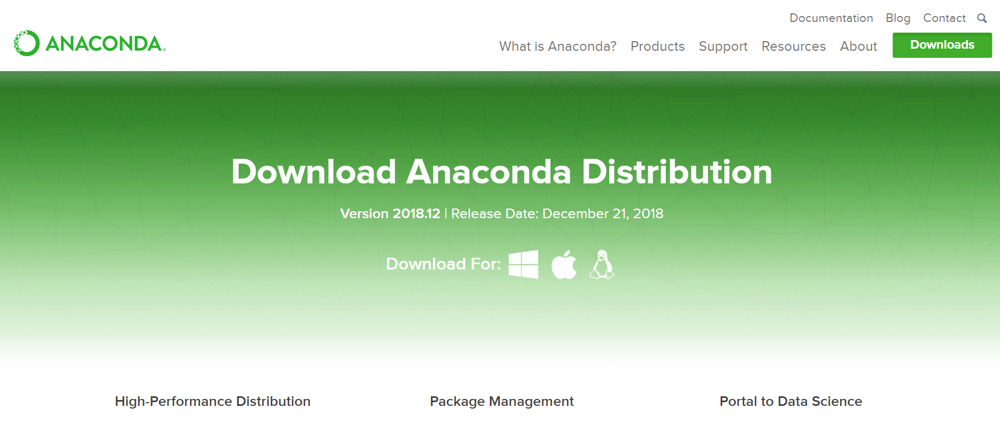 Documentation Blog Contact
ANACONDA®
What is Anaconda? Products Support Resources About Downloads
Download Anaconda Distribution
Version 2018.12 | Release Date: December 21, 2018
Download For:
High-Performance Distribution Package Management Portal to Data Science